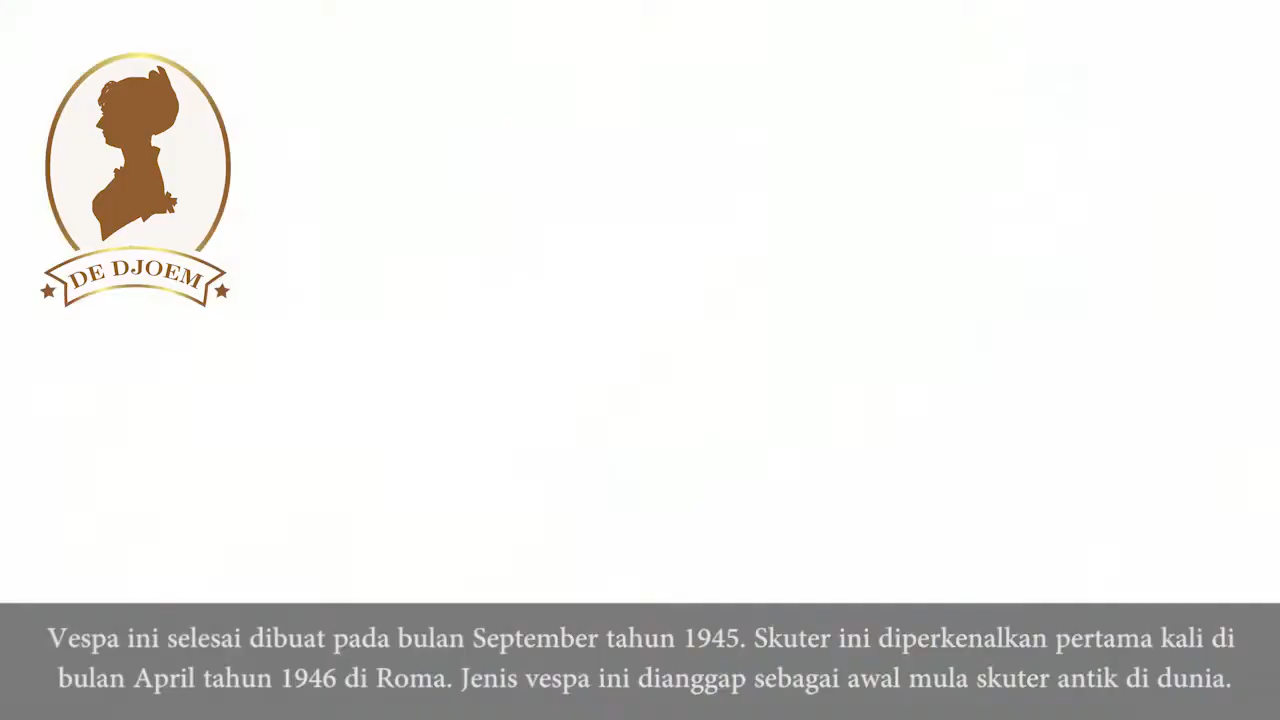 DE DJOEM
Vespa ini selesai dibuat pada bulan September tahun 1945. Skuter ini diperkenalkan pertama kali di
bulan April tahun 1946 di Roma. Jenis vespa ini dianggap sebagai awal mula skuter antik di dunia.